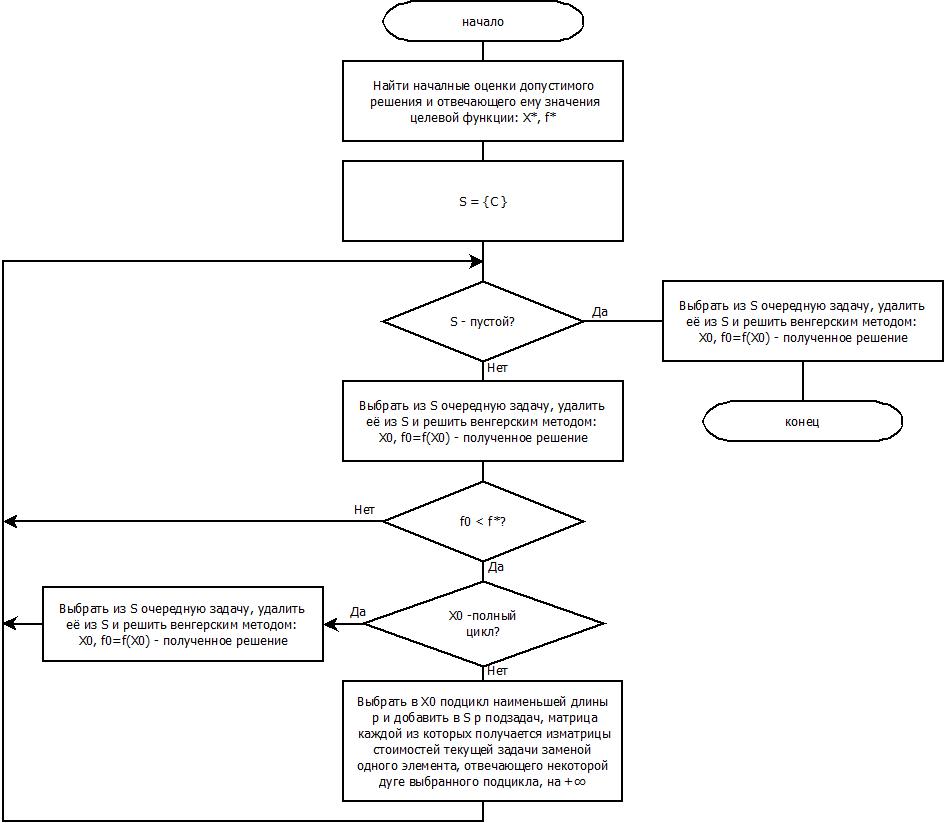 начало
Найти началные оценки допустимого
решения и отвечающего ему значения
целевой функции: X*, f*
S = {C}
S - пустой?
Да
Выбрать из S очередную задачу, удалить
её из S и решить венгерским методом:
X0, f0=f(X0) - полученное решение
Нет
Выбрать из S очередную задачу, удалить
её из S и решить венгерским методом:
X0, f0=f(X0) - полученное решение
конец
Нет
f0 < f*?
Да
Выбрать из S очередную задачу, удалить
её из S и решить венгерским методом:
X0, f0=f(X0) - полученное решение
Да
X0 -полный
цикл?
Нет
Выбрать в X0 подцикл наименьшей длины
p и добавить в S p подзадач, матрица
каждой из которых получается изматрицы
стоимостей текущей задачи заменой
одного элемента, отвечающего некоторой
дуге выбранного подцикла, на +∞